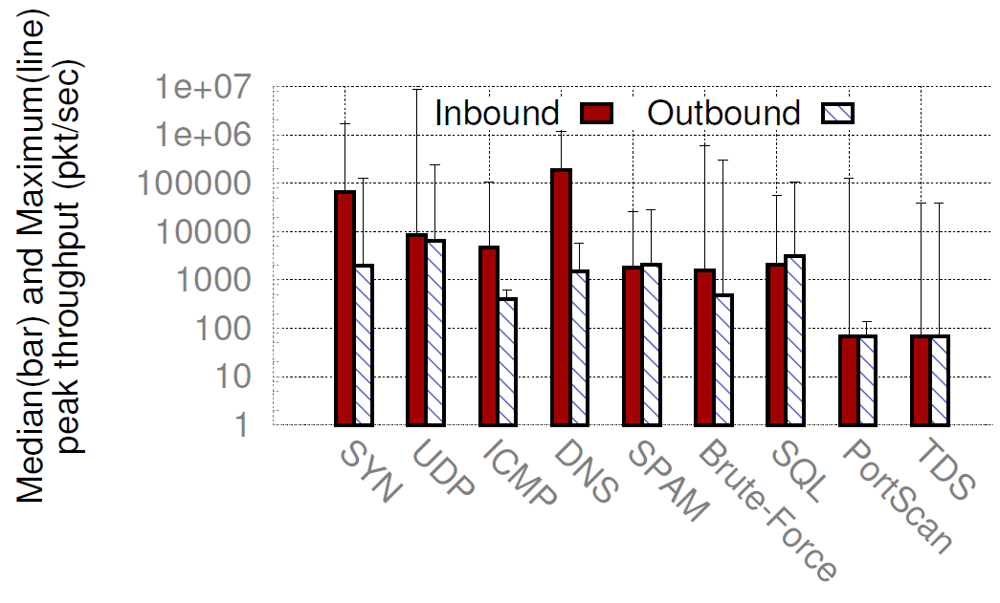 Median(bar) and Maximum(line)
peak throughput (pkt/sec)
1e+07
1e+06
100000
10000
1000
100
10
1
Inbound
Outbound
SYN
UDP
ICMP
DNS
SPAM
Brute-Force
SQL
PortScan
TDS